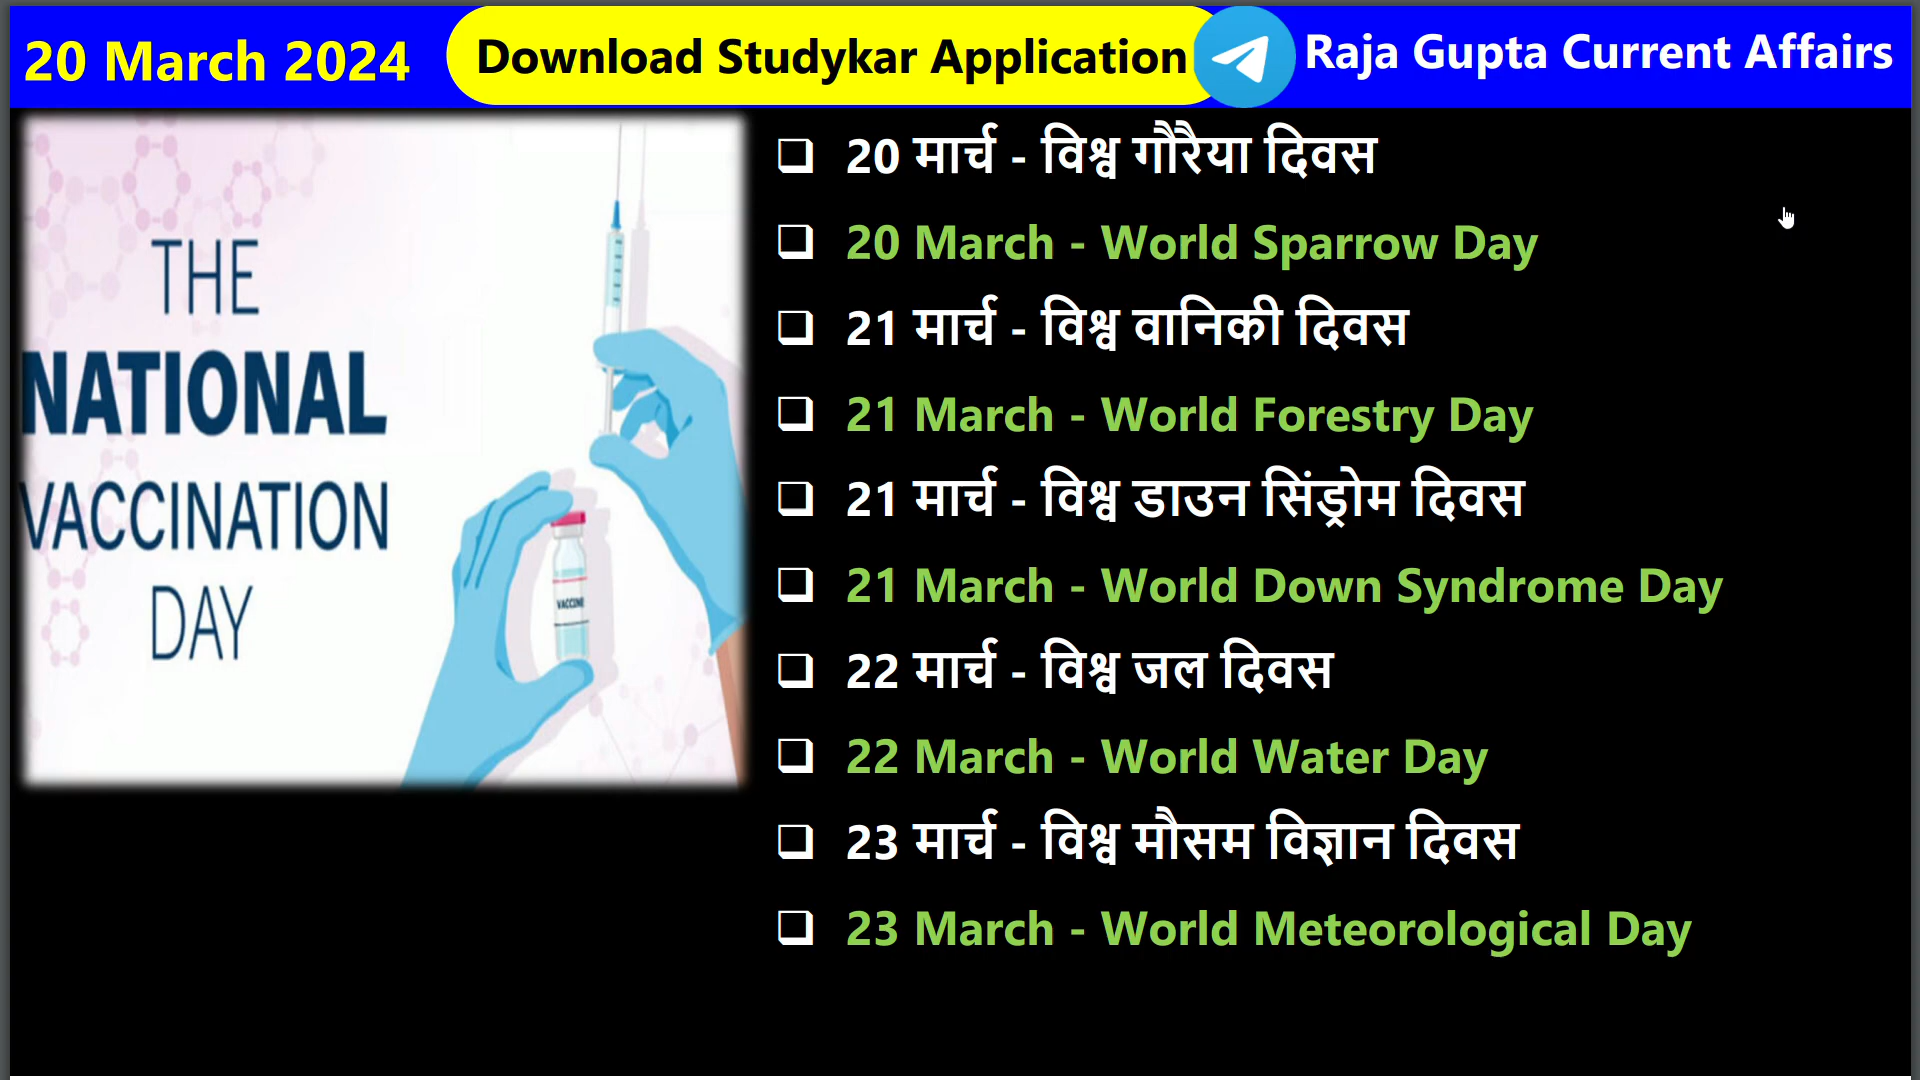 20 March 2024
Download Studykar Application
Raja Gupta Current Affairs
THE
NATIONAL
VACCINATION
DAY
VACCINE
20 मार्च - विश्व गौरैया दिवस
20 March - World Sparrow Day
21 मार्च - विश्व वानिकी दिवस
21 March - World Forestry Day
21 मार्च - विश्व डाउन सिंड्रोम दिवस
21 March - World Down Syndrome Day
22 मार्च - विश्व जल दिवस
22 March - World Water Day
23 मार्च - विश्व मौसम विज्ञान दिवस
23 March - World Meteorological Day